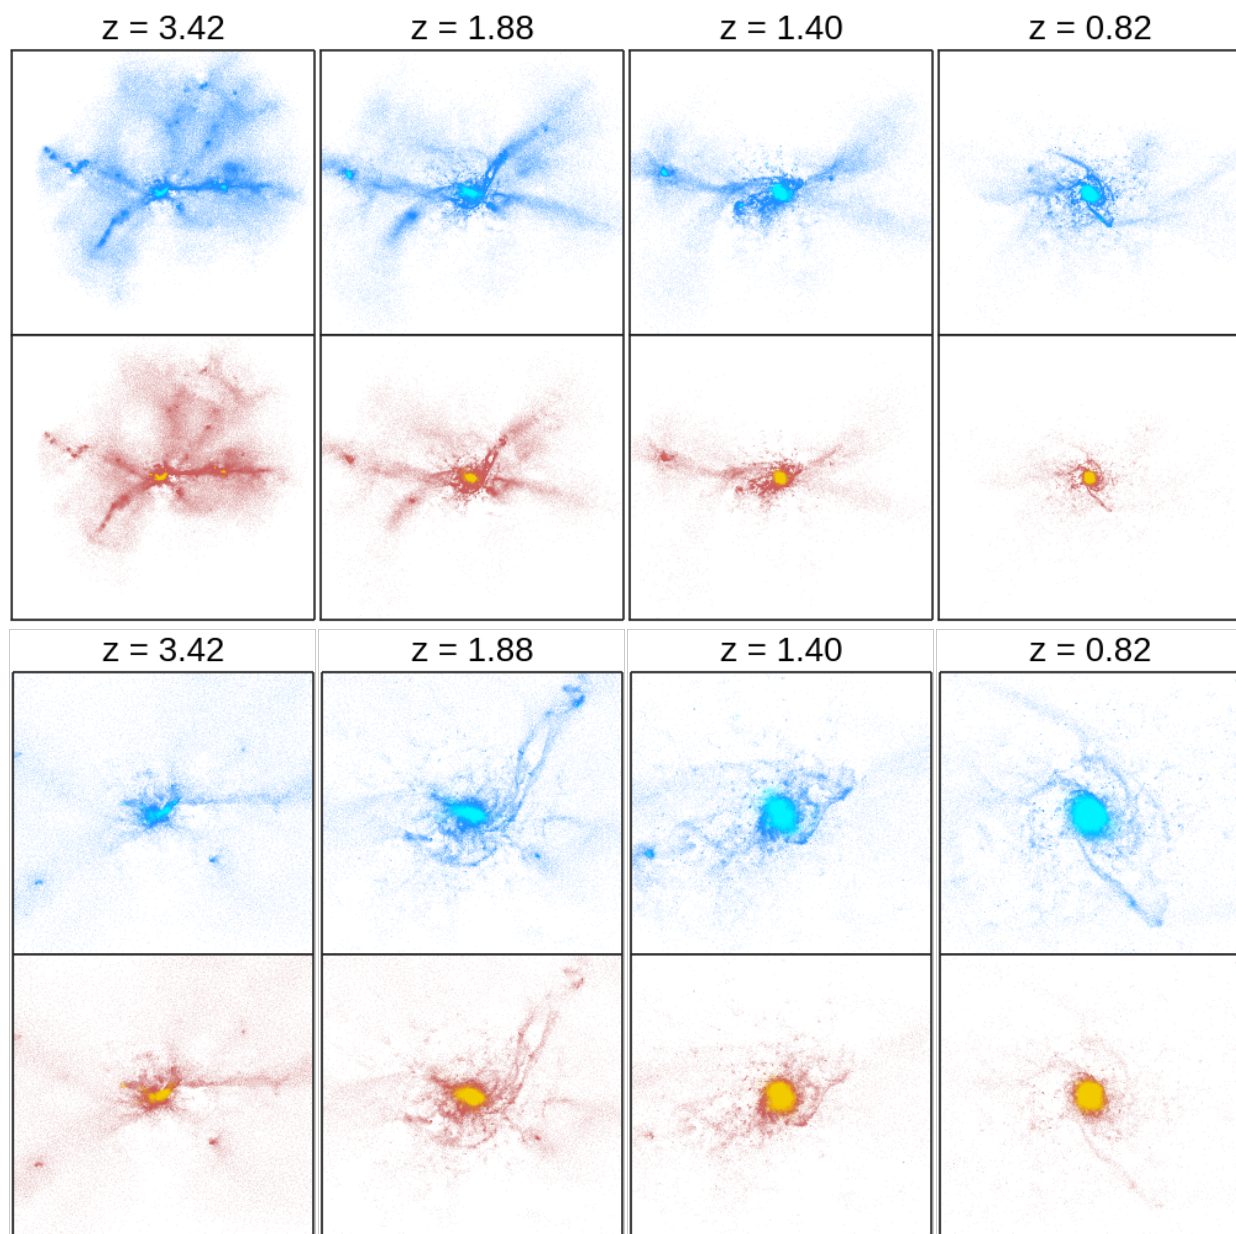 z = 3.42 z = 1.88 z = 1.40 z = 0.82
z = 3.42 z = 1.88 z = 1.40 z = 0.82